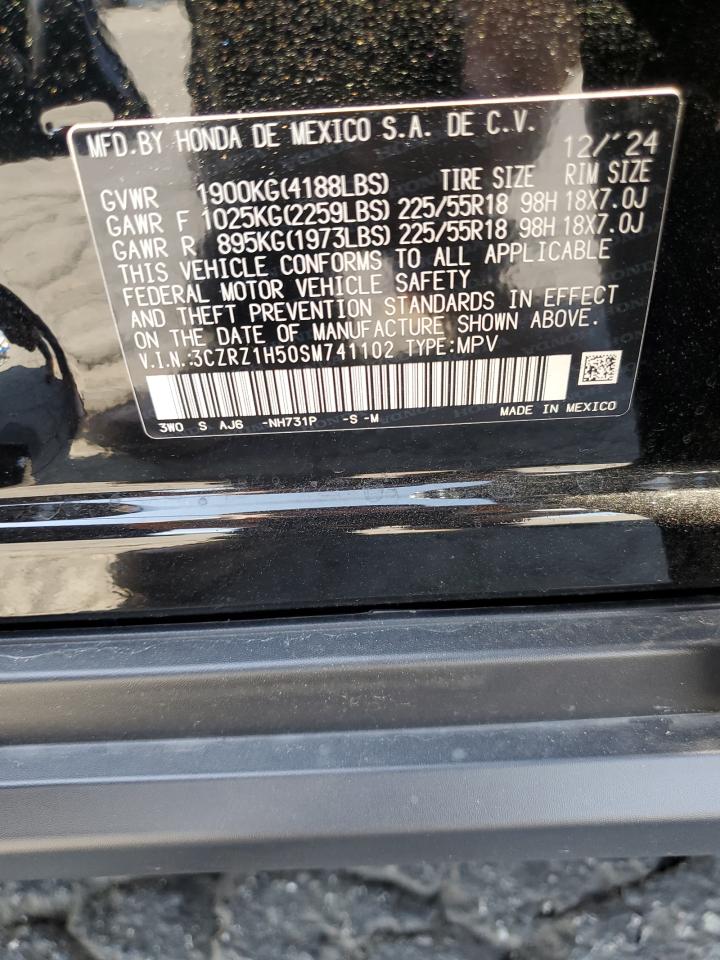 MFD.BY HONDA DE MEXICO S.A. DE C.V. 12/'24
GVWR 1900KG(4188LBS) TIRE SIZE RIM SIZE
GAWR F 1025KG(2259LBS) 225/55R18 98H 18X7.0J
GAWR R 895KG(1973LBS) 225/55R18 98H 18X7.0J
THIS VEHICLE CONFORMS TO ALL APPLICABLE
FEDERAL MOTOR VEHICLE SAFETY
AND THEFT PREVENTION STANDARDS IN EFFECT
ON THE DATE OF MANUFACTURE SHOWN ABOVE.
V.I.N.:3CZRZ1H50SM741102 TYPE:MPV
3W0 S AJ6 -NH731P -S -M MADE IN MEXICO